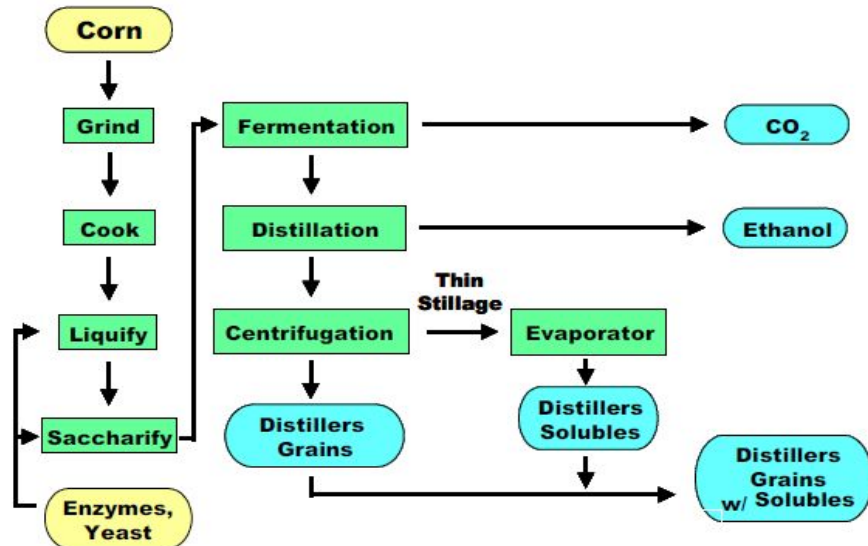 Corn
Grind
Cook
Liquify
Saccharify
Enzymes,
Yeast
Fermentation
CO₂
Distillation
Ethanol
Thin
Stillage
Centrifugation
Evaporator
Distillers
Grains
Distillers
Solubles
Distillers
Grains
w/ Solubles